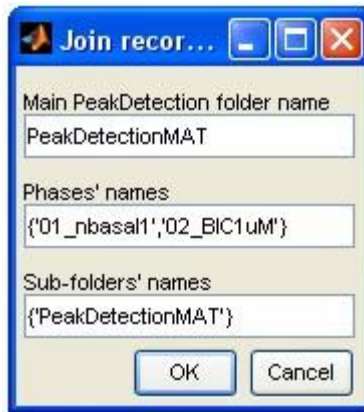 Join recor...
Main PeakDetection folder name
PeakDetectionMAT
Phases' names
{'01_nbasal1','02_BIC1uM'}
Sub-folders' names
{'PeakDetectionMAT'}
OK Cancel